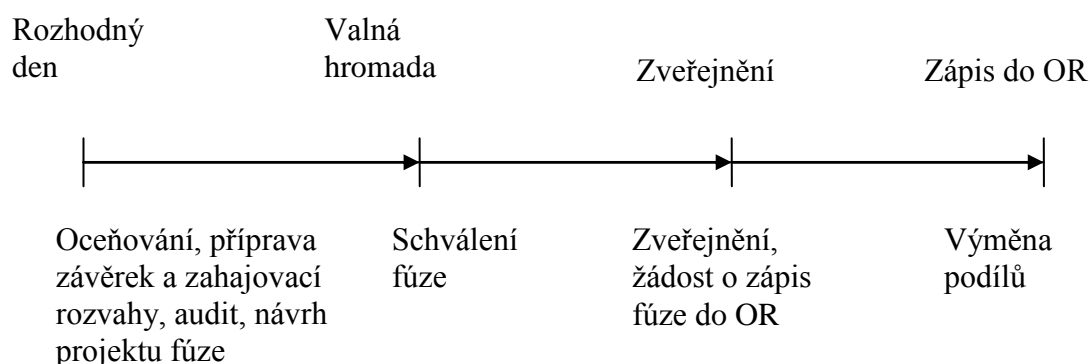 Rozhodný
den
Valná
hromada
Zveřejnění
Zápis do OR
Oceňování, příprava
závěrek a zahajovací
rozvahy, audit, návrh
projektu fúze
Schválení
fúze
Zveřejnění,
žádost o zápis
fúze do OR
Výměna
podílů